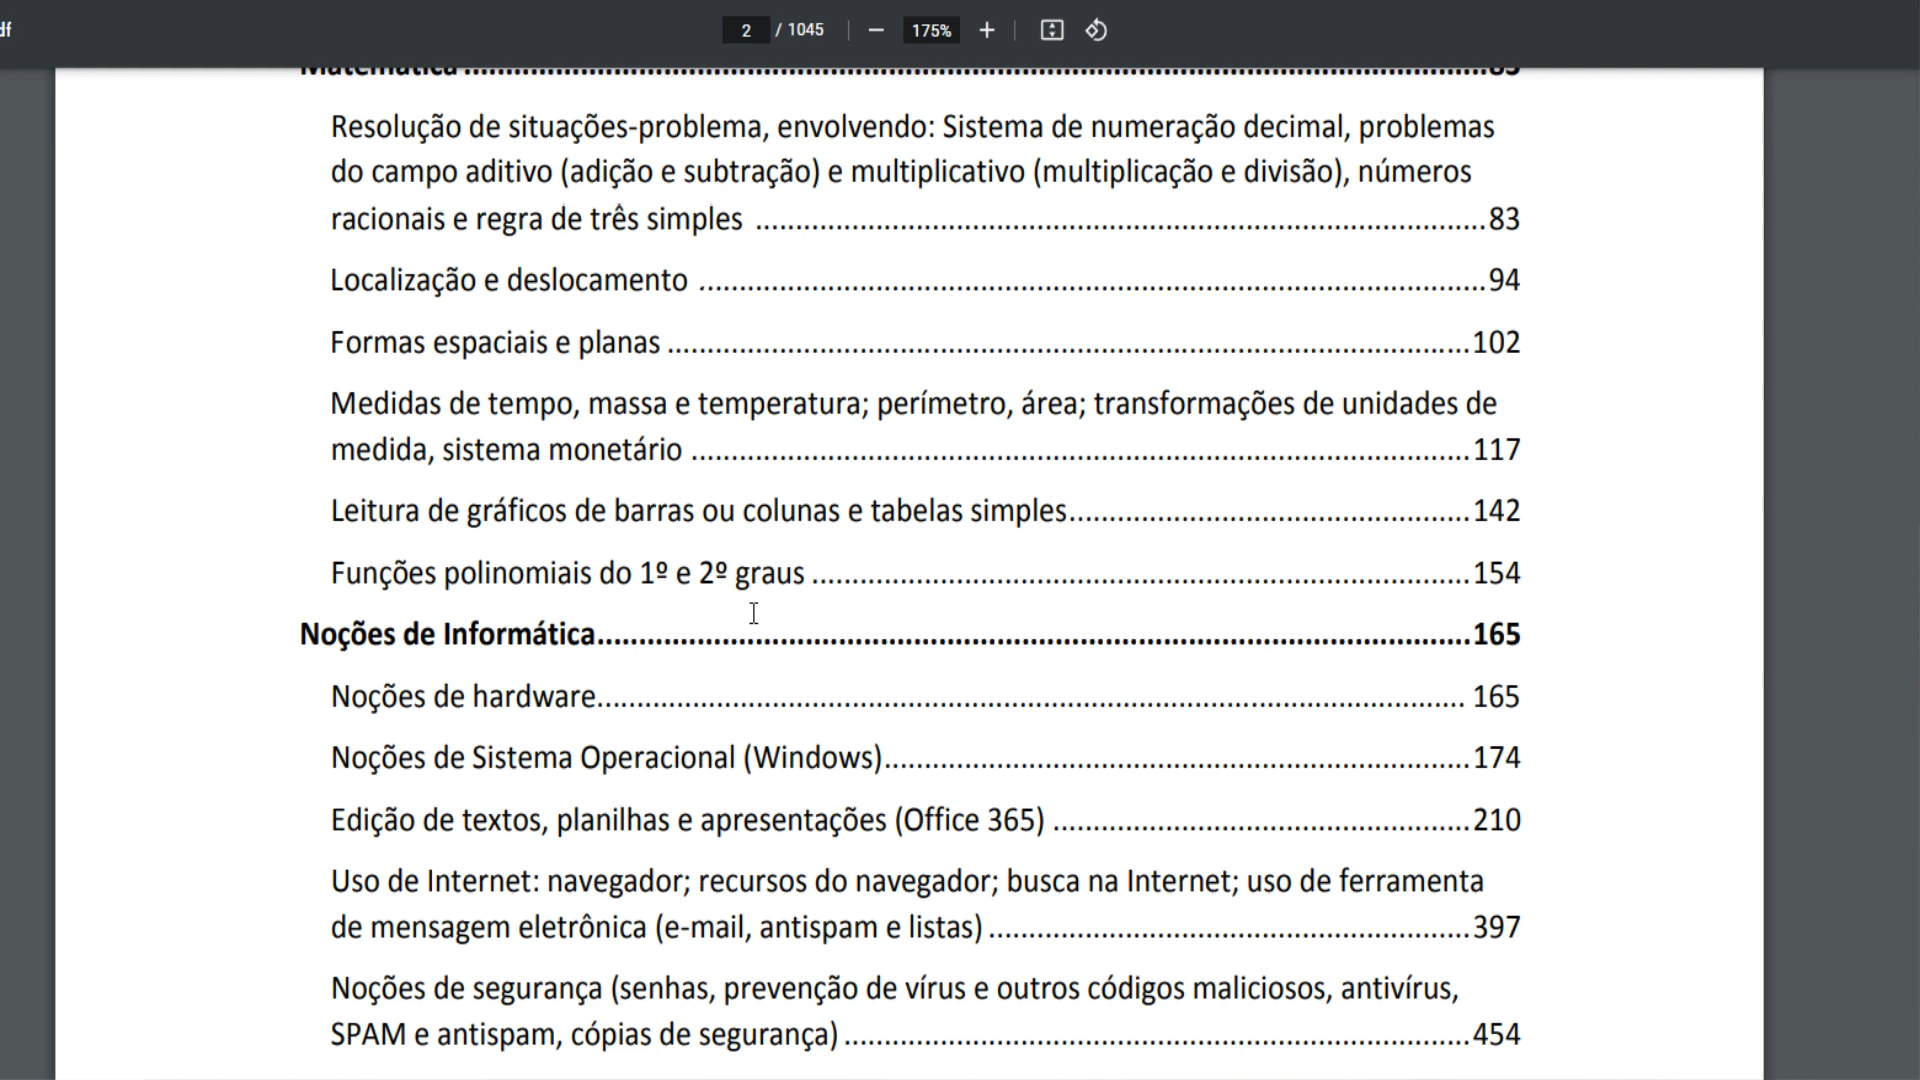 df
2 / 1045 175%
Matemática ........................................................................................................................83
Resolução de situações-problema, envolvendo: Sistema de numeração decimal, problemas
do campo aditivo (adição e subtração) e multiplicativo (multiplicação e divisão), números
racionais e regra de três simples ..........................................................................................83
Localização e deslocamento .................................................................................................94
Formas espaciais e planas ..................................................................................................102
Medidas de tempo, massa e temperatura; perímetro, área; transformações de unidades de
medida, sistema monetário ................................................................................................117
Leitura de gráficos de barras ou colunas e tabelas simples..................................................142
Funções polinomiais do 1º e 2º graus .................................................................................154
Noções de Informática.........................................................................................................165
Noções de hardware........................................................................................................... 165
Noções de Sistema Operacional (Windows)........................................................................174
Edição de textos, planilhas e apresentações (Office 365) ...................................................210
Uso de Internet: navegador; recursos do navegador; busca na Internet; uso de ferramenta
de mensagem eletrônica (e-mail, antispam e listas) ...........................................................397
Noções de segurança (senhas, prevenção de vírus e outros códigos maliciosos, antivírus,
SPAM e antispam, cópias de segurança) .............................................................................454